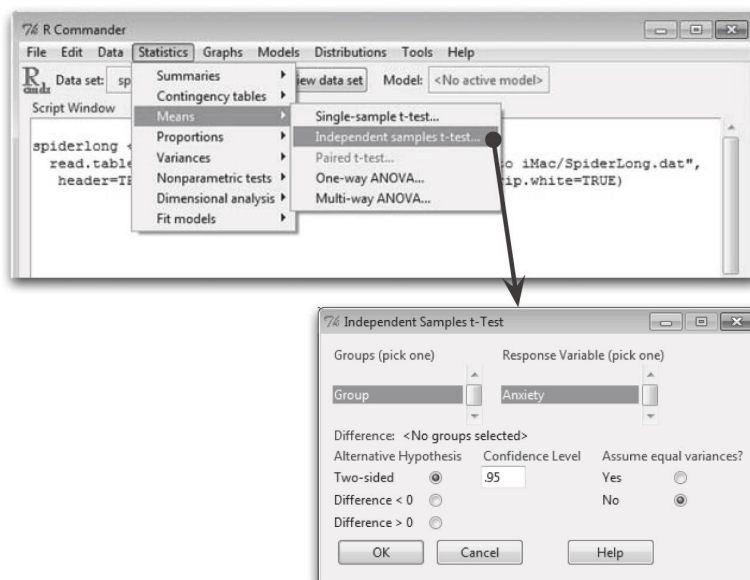 R Commander
File Edit Data Statistics Graphs Models Distributions Tools Help
R cmdr Data set: sp iew data set Model: <No active model>
Script Window
Summaries
Contingency tables
Means
Proportions
Variances
Nonparametric tests
Dimensional analysis
Fit models
Single-sample t-test...
Independent samples t-test...
Paired t-test...
One-way ANOVA...
Multi-way ANOVA...
spiderlong <
read.table o iMac/SpiderLong.dat",
header=TR ip.white=TRUE)
Independent Samples t-Test
Groups (pick one) Response Variable (pick one)
Group Anxiety
Difference: <No groups selected>
Alternative Hypothesis Confidence Level Assume equal variances?
Two-sided .95 Yes
Difference < 0 No
Difference > 0
OK Cancel Help